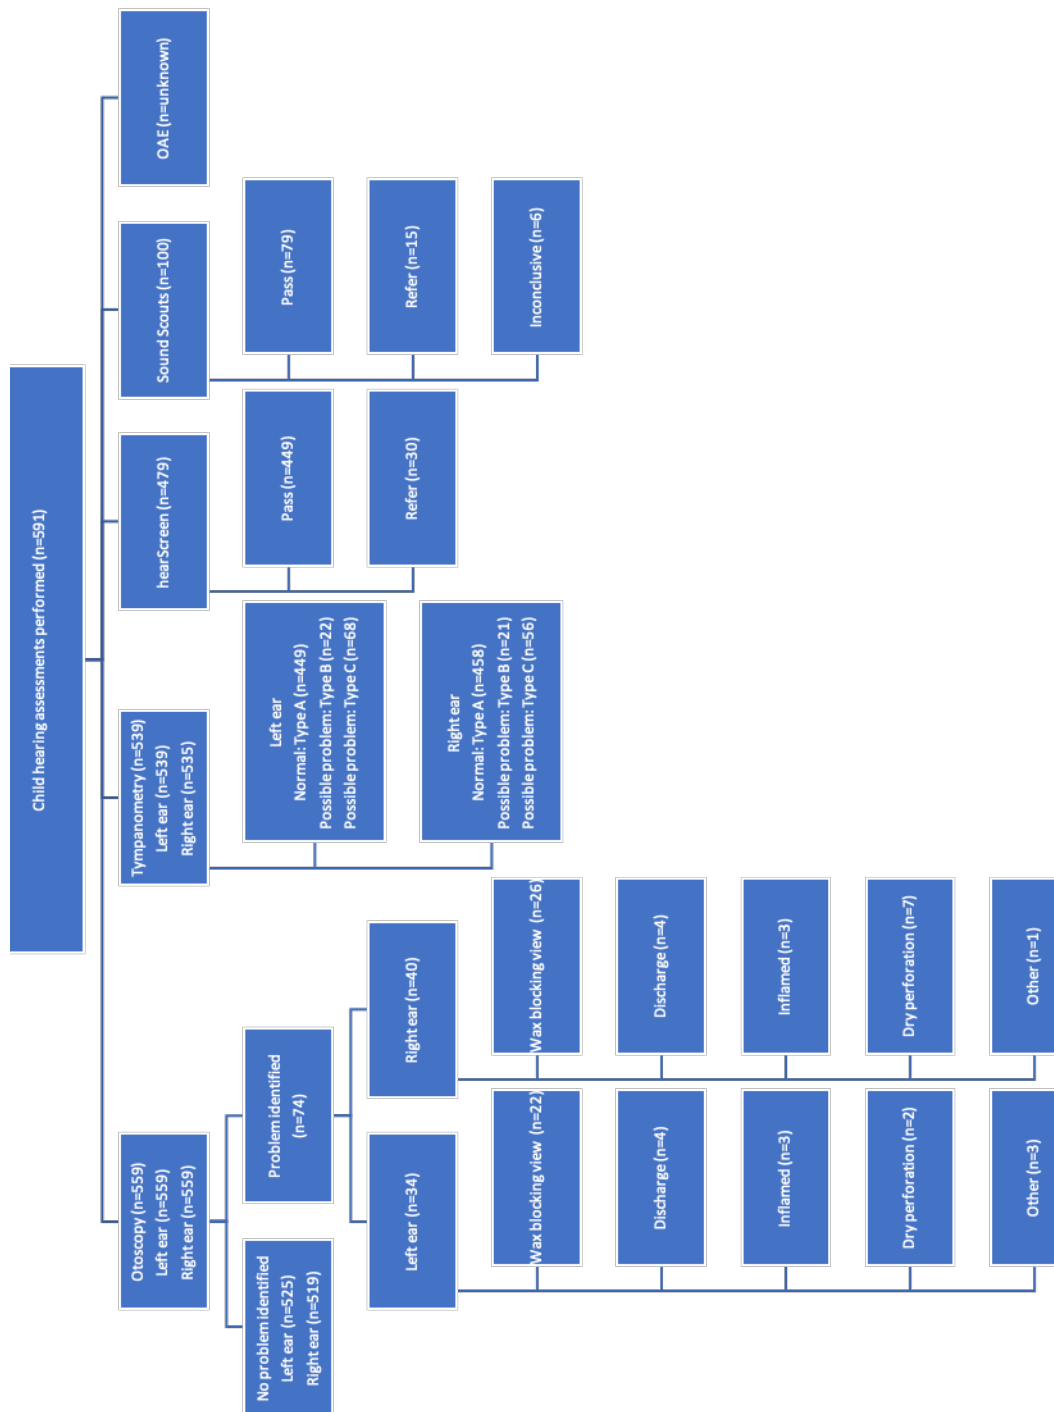 Child hearing assessments performed (n=591)
Otoscopy (n=559)
Left ear (n=559)
Right ear (n=559)
No problem identified
Left ear (n=525)
Right ear (n=519)
Problem identified
(n=74)
Left ear (n=34)
Wax blocking view (n=22)
Discharge (n=4)
Inflamed (n=3)
Dry perforation (n=2)
Other (n=3)
Right ear (n=40)
Wax blocking view (n=26)
Discharge (n=4)
Inflamed (n=3)
Dry perforation (n=7)
Other (n=1)
Tympanometry (n=539)
Left ear (n=539)
Right ear (n=535)
Left ear
Normal: Type A (n=449)
Possible problem: Type B (n=22)
Possible problem: Type C (n=68)
Right ear
Normal: Type A (n=458)
Possible problem: Type B (n=21)
Possible problem: Type C (n=56)
hearScreen (n=479)
Pass (n=449)
Refer (n=30)
Sound Scouts (n=100)
Pass (n=79)
Refer (n=15)
Inconclusive (n=6)
OAE (n=unknown)